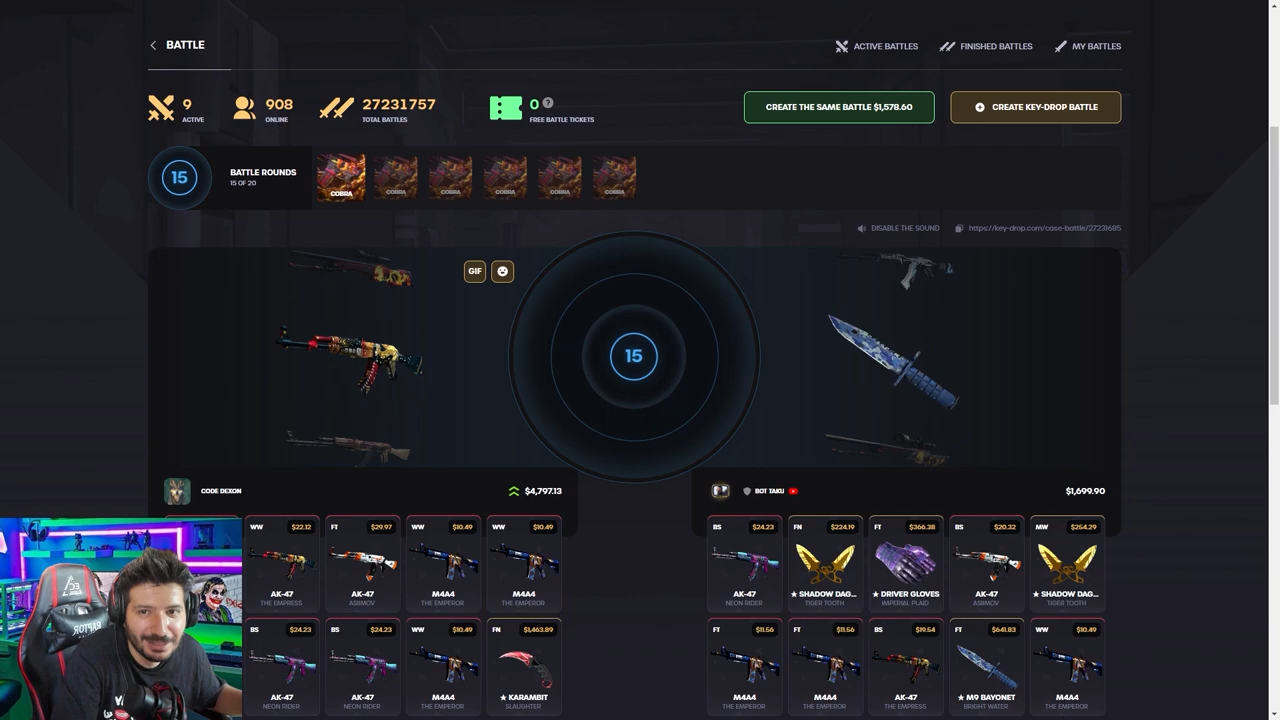 BATTLE
ACTIVE BATTLES
FINISHED BATTLES
MY BATTLES
9
ACTIVE
908
ONLINE
27231757
TOTAL BATTLES
0 ?
FREE BATTLE TICKETS
CREATE THE SAME BATTLE $1,578.60
CREATE KEY-DROP BATTLE
15
BATTLE ROUNDS
15 OF 20
COBRA
COBRA
COBRA
COBRA
COBRA
COBRA
DISABLE THE SOUND
https://key-drop.com/case-battle/27231685
GIF
15
CODE DEXON
$4,797.13
BOT TAKU
$1,699.90
WW $22.12
FT $29.97
WW $10.49
WW $10.49
BS $24.23
FN $224.19
FT $366.38
BS $20.32
MW $254.29
AK-47
THE EMPRESS
AK-47
ASIIMOV
M4A4
THE EMPEROR
M4A4
THE EMPEROR
AK-47
NEON RIDER
★ SHADOW DAG...
TIGER TOOTH
★ DRIVER GLOVES
IMPERIAL PLAID
AK-47
ASIIMOV
★ SHADOW DAG...
TIGER TOOTH
BS $24.23
BS $24.23
WW $10.49
FN $1,463.89
FT $11.56
FT $11.56
BS $19.54
FT $641.83
WW $10.49
AK-47
NEON RIDER
AK-47
NEON RIDER
M4A4
THE EMPEROR
★ KARAMBIT
SLAUGHTER
M4A4
THE EMPEROR
M4A4
THE EMPEROR
AK-47
THE EMPRESS
★ M9 BAYONET
BRIGHT WATER
M4A4
THE EMPEROR